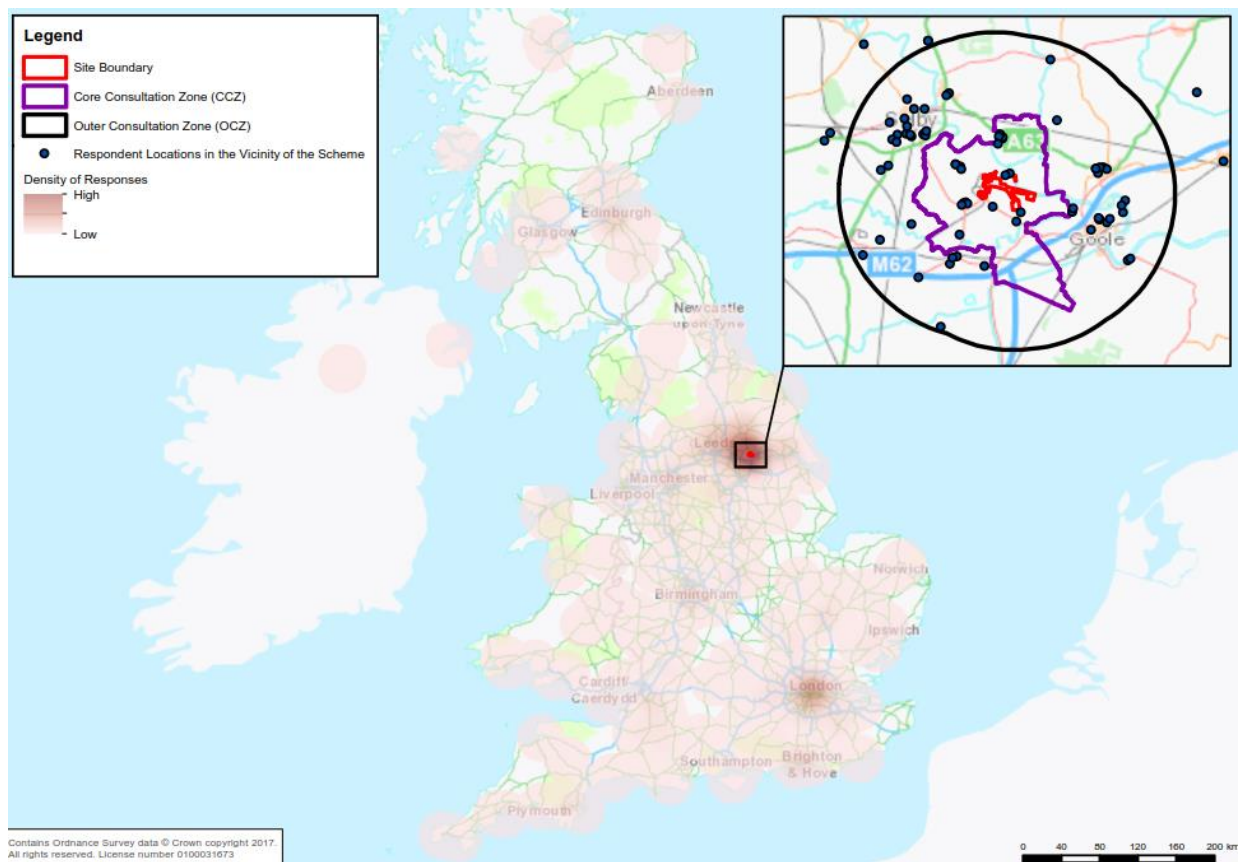 Legend
Site Boundary
Core Consultation Zone (CCZ)
Outer Consultation Zone (OCZ)
Respondent Locations in the Vicinity of the Scheme
Density of Responses
High
Low
Selby
A63
Goole
M62
Aberdeen
Edinburgh
Glasgow
Newcastle
upon Tyne
Leeds
Manchester
Liverpool
Norwich
Birmingham
Ipswich
Cardiff/
Caerdydd
London
Southampton
Brighton
& Hove
Plymouth
Contains Ordnance Survey data © Crown copyright 2017.
All rights reserved. License number 0100031673
0 40 80 120 160 200 km